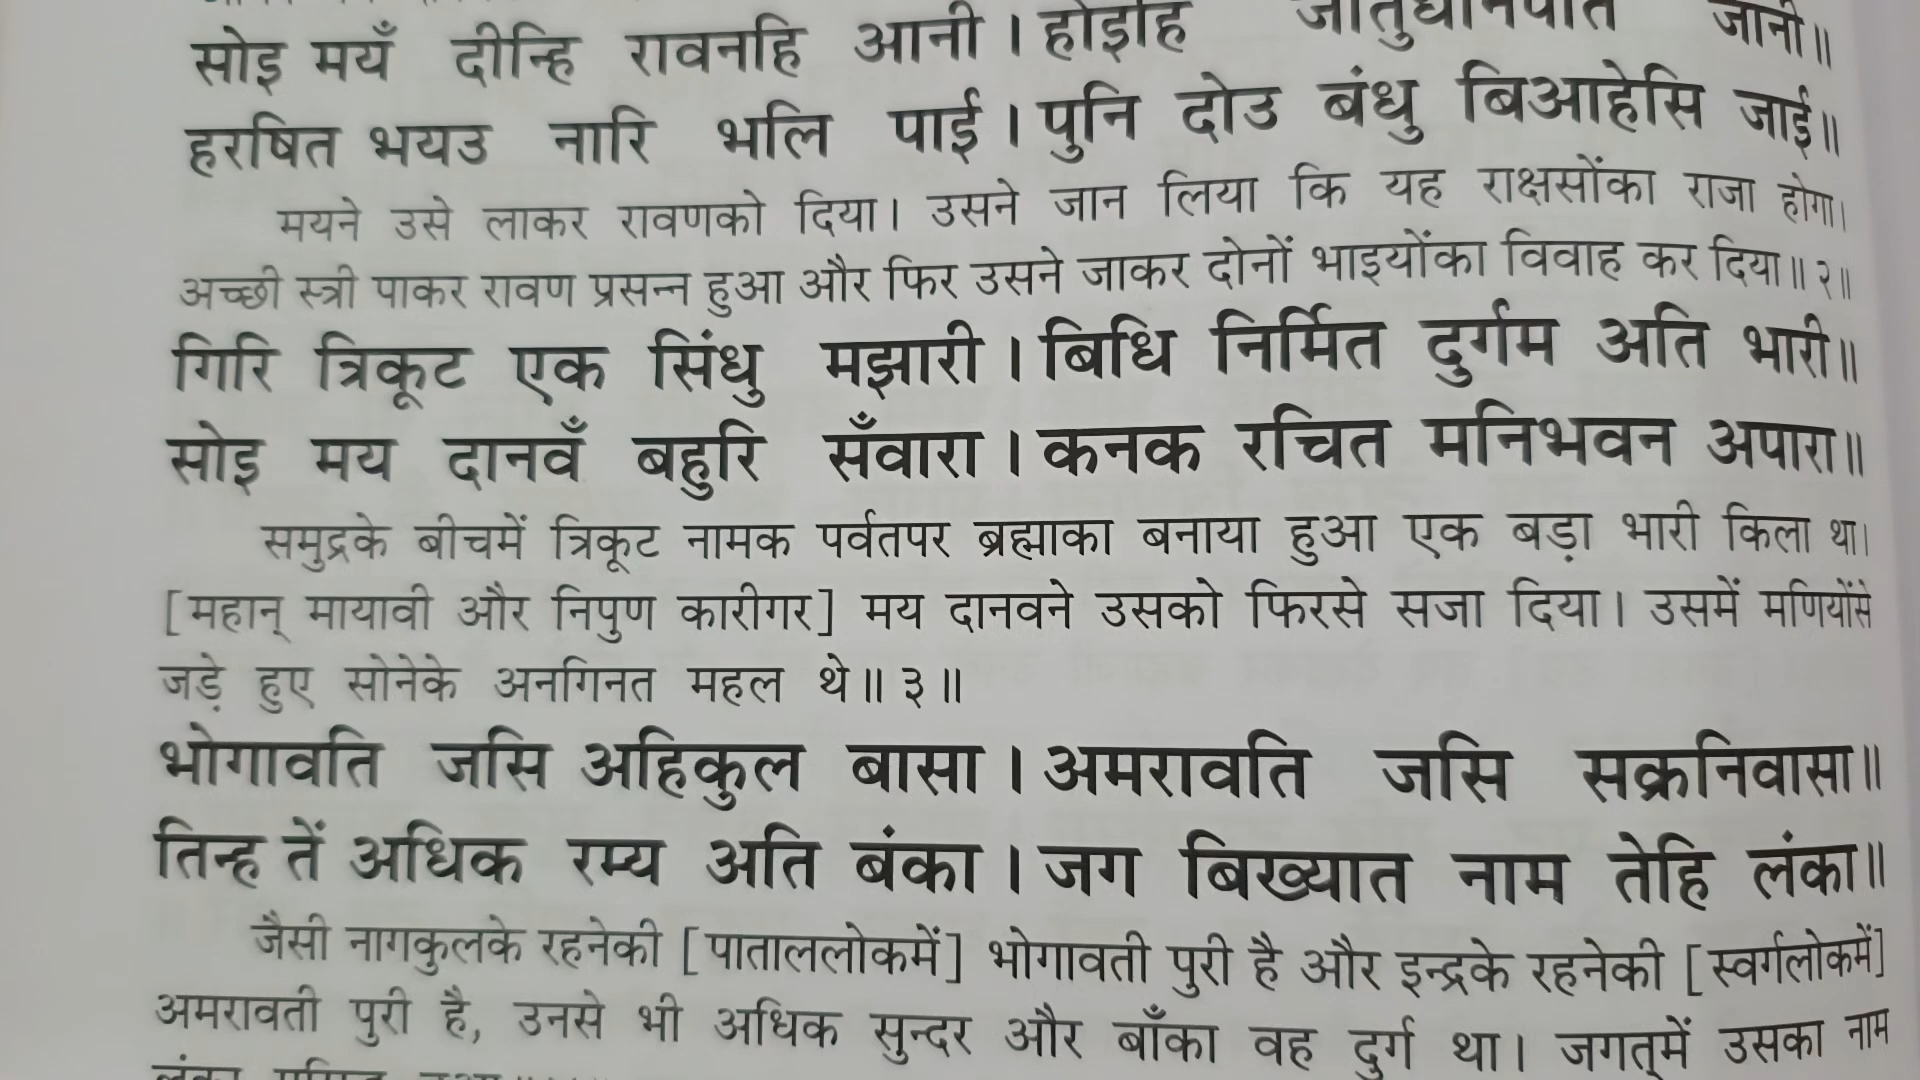 सोइ मयँ दीन्हि रावनहि आनी। होइहि जातुधानपति जानी॥
हरषित भयउ नारि भलि पाई। पुनि दोउ बंधु बिआहेसि जाई॥
मयने उसे लाकर रावणको दिया। उसने जान लिया कि यह राक्षसोंका राजा होगा।
अच्छी स्त्री पाकर रावण प्रसन्न हुआ और फिर उसने जाकर दोनों भाइयोंका विवाह कर दिया॥ २॥
गिरि त्रिकूट एक सिंधु मझारी। बिधि निर्मित दुर्गम अति भारी॥
सोइ मय दानवँ बहुरि सँवारा। कनक रचित मनिभवन अपारा॥
समुद्रके बीचमें त्रिकूट नामक पर्वतपर ब्रह्माका बनाया हुआ एक बड़ा भारी किला था।
[महान् मायावी और निपुण कारीगर] मय दानवने उसको फिरसे सजा दिया। उसमें मणियोंसे
जड़े हुए सोनेके अनगिनत महल थे॥ ३॥
भोगावति जसि अहिकुल बासा। अमरावति जसि सक्रनिवासा॥
तिन्ह तें अधिक रम्य अति बंका। जग बिख्यात नाम तेहि लंका॥
जैसी नागकुलके रहनेकी [पाताललोकमें] भोगावती पुरी है और इन्द्रके रहनेकी [स्वर्गलोकमें]
अमरावती पुरी है, उनसे भी अधिक सुन्दर और बाँका वह दुर्ग था। जगत्‌में उसका नाम